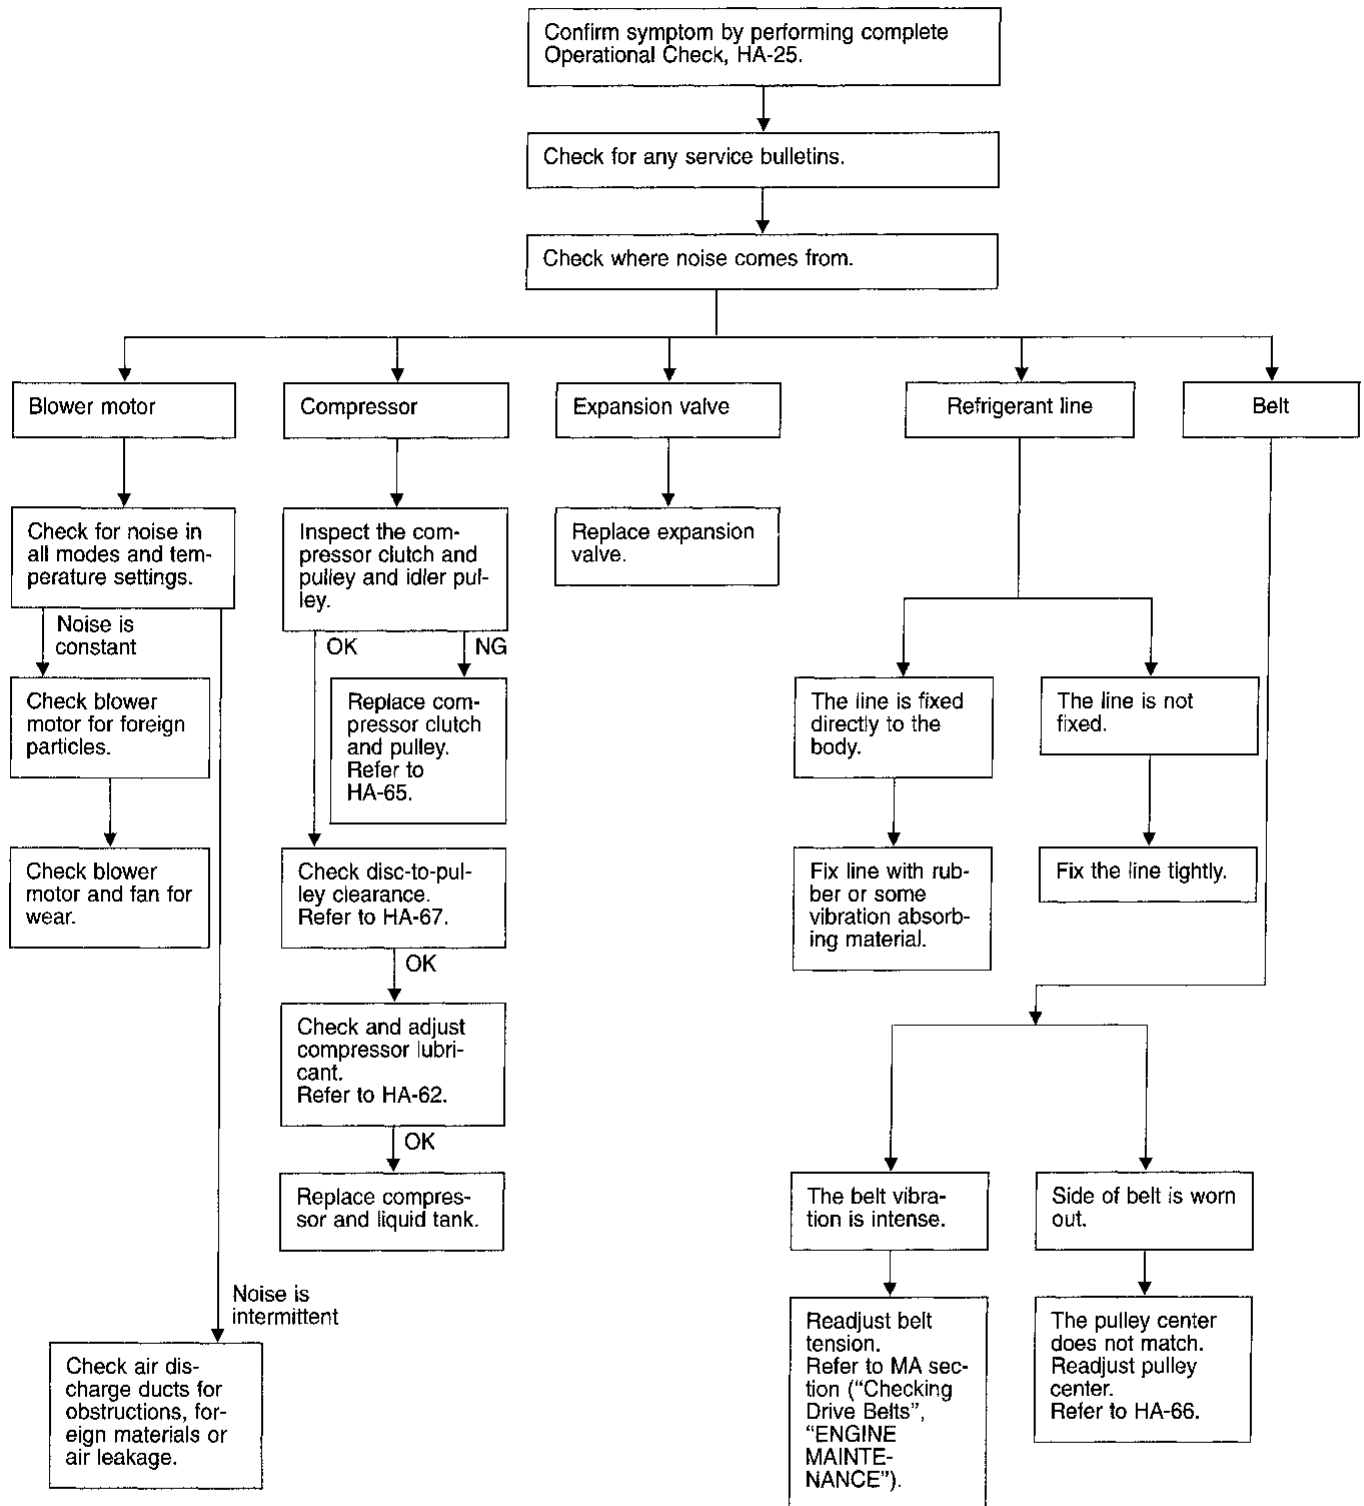 Confirm symptom by performing complete
Operational Check, HA-25.
Check for any service bulletins.
Check where noise comes from.
Blower motor
Compressor
Expansion valve
Refrigerant line
Belt
Check for noise in
all modes and tem-
perature settings.
Noise is
constant
Check blower
motor for foreign
particles.
Check blower
motor and fan for
wear.
Noise is
intermittent
Check air dis-
charge ducts for
obstructions, for-
eign materials or
air leakage.
Inspect the com-
pressor clutch and
pulley and idler pul-
ley.
OK
NG
Replace com-
pressor clutch
and pulley.
Refer to
HA-65.
Check disc-to-pul-
ley clearance.
Refer to HA-67.
OK
Check and adjust
compressor lubri-
cant.
Refer to HA-62.
OK
Replace compres-
sor and liquid tank.
Replace expansion
valve.
The line is fixed
directly to the
body.
Fix line with rub-
ber or some
vibration absorb-
ing material.
The line is not
fixed.
Fix the line tightly.
The belt vibra-
tion is intense.
Readjust belt
tension.
Refer to MA sec-
tion (“Checking
Drive Belts”,
“ENGINE
MAINTE-
NANCE”).
Side of belt is worn
out.
The pulley center
does not match.
Readjust pulley
center.
Refer to HA-66.